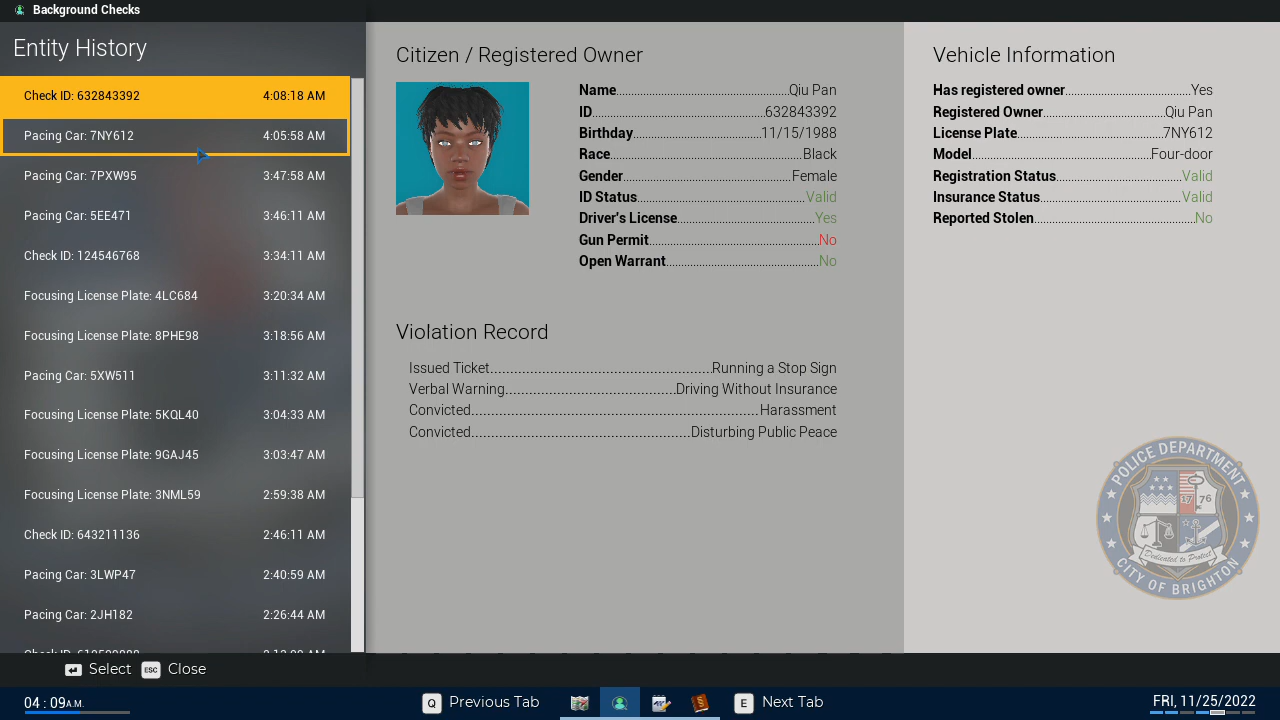 Background Checks
Entity History
Check ID: 632843392 4:08:18 AM
Pacing Car: 7NY612 4:05:58 AM
Pacing Car: 7PXW95 3:47:58 AM
Pacing Car: 5EE471 3:46:11 AM
Check ID: 124546768 3:34:11 AM
Focusing License Plate: 4LC684 3:20:34 AM
Focusing License Plate: 8PHE98 3:18:56 AM
Pacing Car: 5XW511 3:11:32 AM
Focusing License Plate: 5KQL40 3:04:33 AM
Focusing License Plate: 9GAJ45 3:03:47 AM
Focusing License Plate: 3NML59 2:59:38 AM
Check ID: 643211136 2:46:11 AM
Pacing Car: 3LWP47 2:40:59 AM
Pacing Car: 2JH182 2:26:44 AM
Check ID:
Citizen / Registered Owner
Name Qiu Pan
ID 632843392
Birthday 11/15/1988
Race Black
Gender Female
ID Status Valid
Driver's License Yes
Gun Permit No
Open Warrant No
Violation Record
Issued Ticket Running a Stop Sign
Verbal Warning Driving Without Insurance
Convicted Harassment
Convicted Disturbing Public Peace
Vehicle Information
Has registered owner Yes
Registered Owner Qiu Pan
License Plate 7NY612
Model Four-door
Registration Status Valid
Insurance Status Valid
Reported Stolen No
POLICE DEPARTMENT
17 76
Dedicated to Protect
CITY OF BRIGHTON
Select ESC Close
04 : 09 A.M.
Q Previous Tab E Next Tab
FRI, 11/25/2022